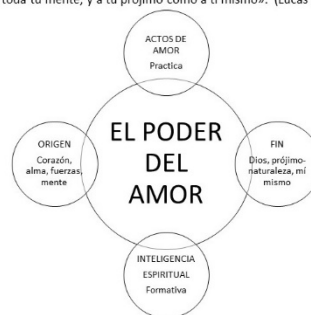 toda tu mente, y a tu prójimo como a ti mismo». (Lucas
ACTOS DE
AMOR
Practica
EL PODER
DEL
AMOR
ORIGEN
Corazón,
alma, fuerzas,
mente
FIN
Dios, prójimo-
naturaleza, mí
mismo
INTELIGENCIA
ESPIRITUAL
Formativa